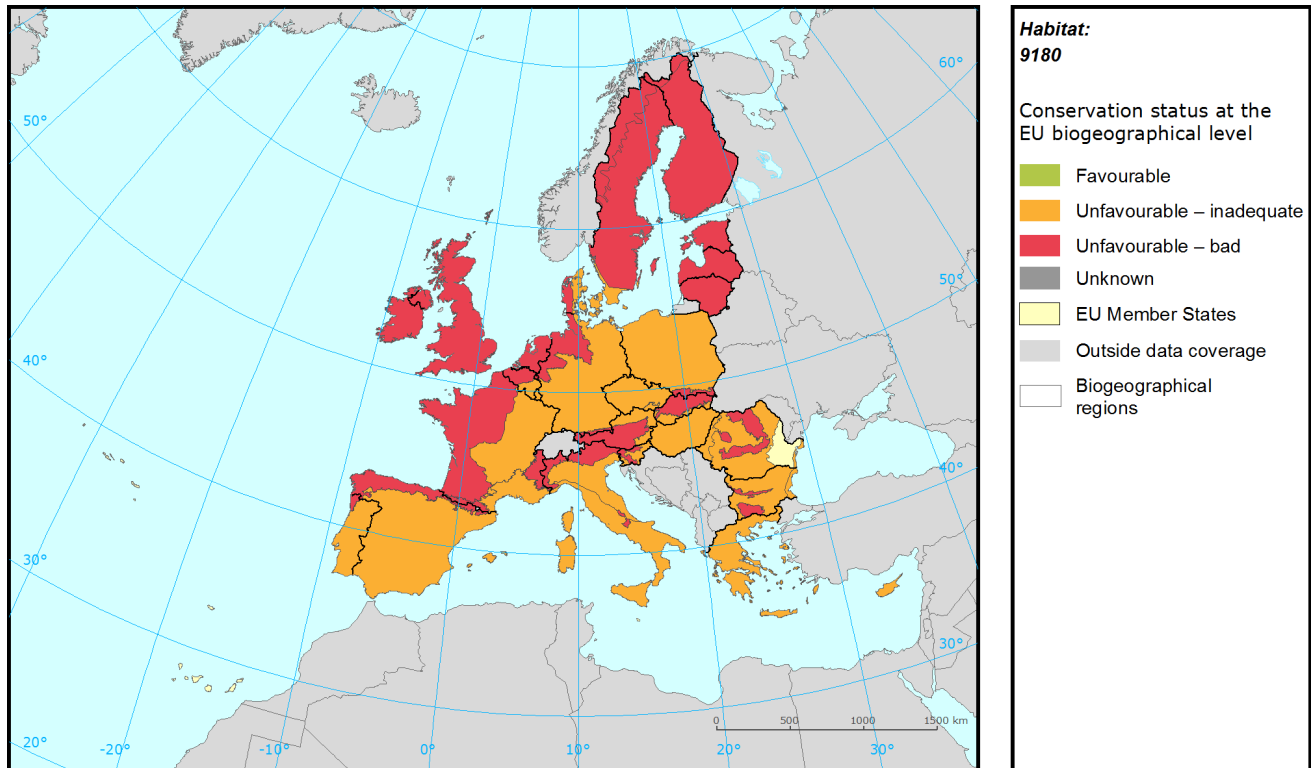 60°
50°
50°
40°
40°
30°
30°
20°
-20°
-10°
0°
10°
20°
30°
0 500 1000 1500 km
Habitat:
9180
Conservation status at the
EU biogeographical level
Favourable
Unfavourable – inadequate
Unfavourable – bad
Unknown
EU Member States
Outside data coverage
Biogeographical
regions